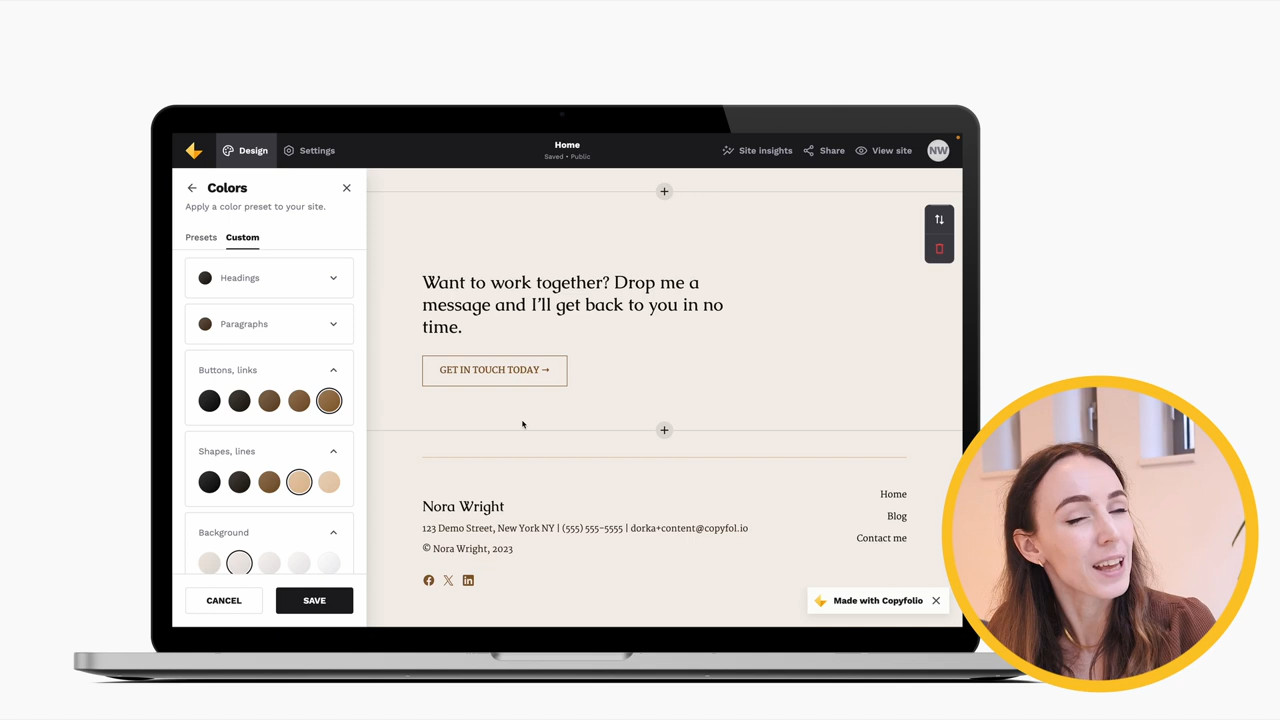 Design
Settings
Home
Saved • Public
Site insights
Share
View site
NW
Colors
Apply a color preset to your site.
Presets
Custom
Headings
Paragraphs
Buttons, links
Shapes, lines
Background
CANCEL
SAVE
Want to work together? Drop me a
message and I’ll get back to you in no
time.
GET IN TOUCH TODAY →
Nora Wright
123 Demo Street, New York NY | (555) 555-5555 | dorka+content@copyfol.io
© Nora Wright, 2023
Home
Blog
Contact me
Made with Copyfolio